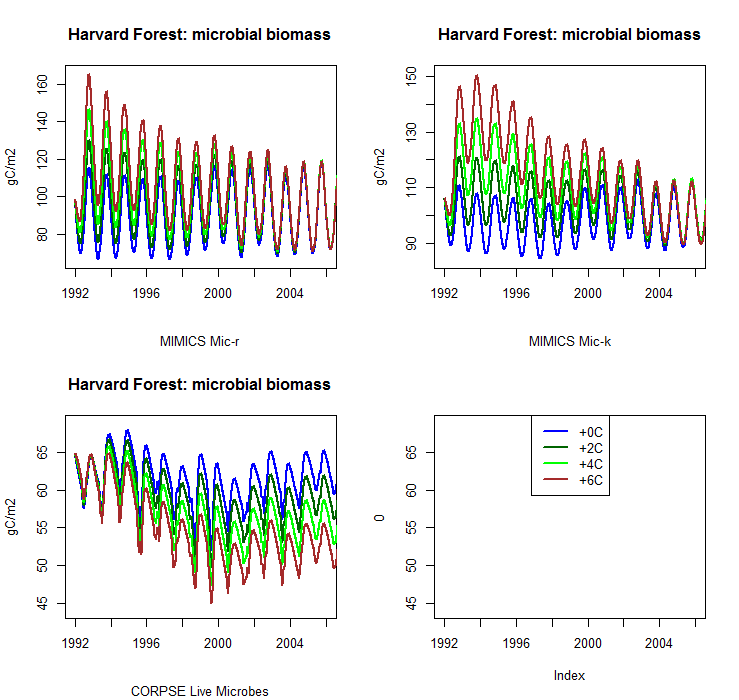 Harvard Forest: microbial biomass
gC/m2
160
140
120
100
80
1992 1996 2000 2004
MIMICS Mic-r
Harvard Forest: microbial biomass
gC/m2
150
130
110
90
1992 1996 2000 2004
MIMICS Mic-k
Harvard Forest: microbial biomass
gC/m2
65
60
55
50
45
1992 1996 2000 2004
CORPSE Live Microbes
0
65
60
55
50
45
+0C
+2C
+4C
+6C
1992 1996 2000 2004
Index